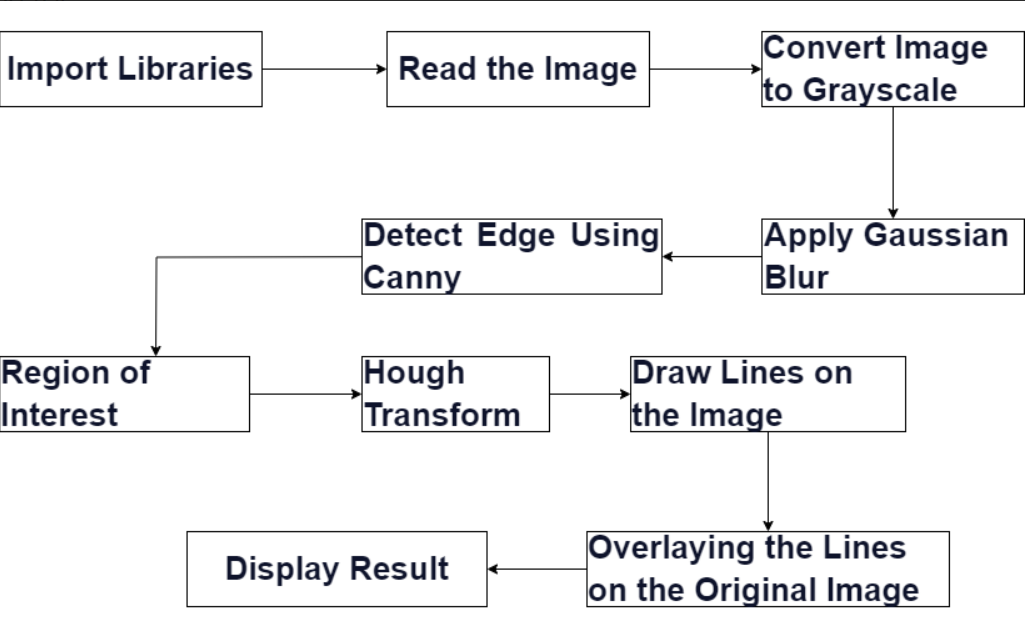 Import Libraries
Read the Image
Convert Image
to Grayscale
Apply Gaussian
Blur
Detect Edge Using
Canny
Region of
Interest
Hough
Transform
Draw Lines on
the Image
Overlaying the Lines
on the Original Image
Display Result